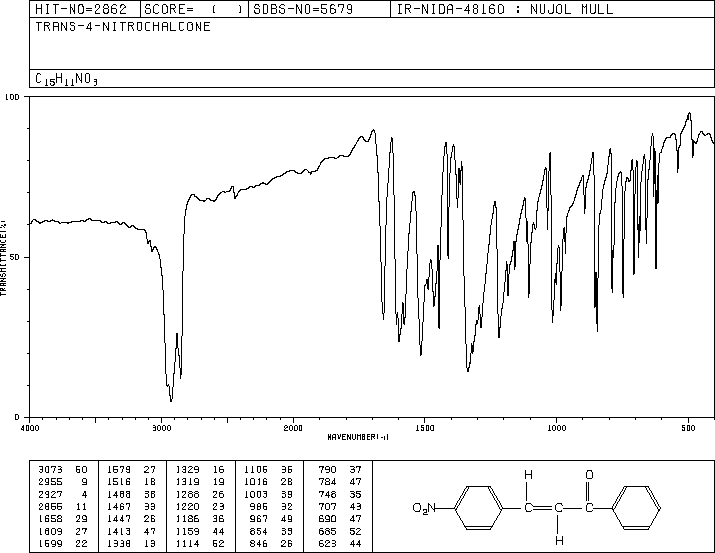 HIT-NO=2862 SCORE= ( ) SDBS-NO=5679 IR-NIDA-48160 : NUJOL MULL
TRANS-4-NITROCHALCONE
C15H11NO3
100
50
0
TRANSMITTANCE(%)
4000 3000 2000 1500 1000 500
WAVENUMBER(-1)
3073 60 1579 27 1329 16 1106 36 790 37
2955 9 1516 18 1319 19 1016 28 784 47
2927 4 1488 38 1288 26 1003 39 748 35
2855 11 1467 33 1220 23 986 32 707 43
1658 29 1447 26 1186 36 967 49 690 47
1609 27 1413 47 1159 44 854 33 685 52
1599 22 1338 13 1114 52 846 26 623 44
H
O
O2N
H